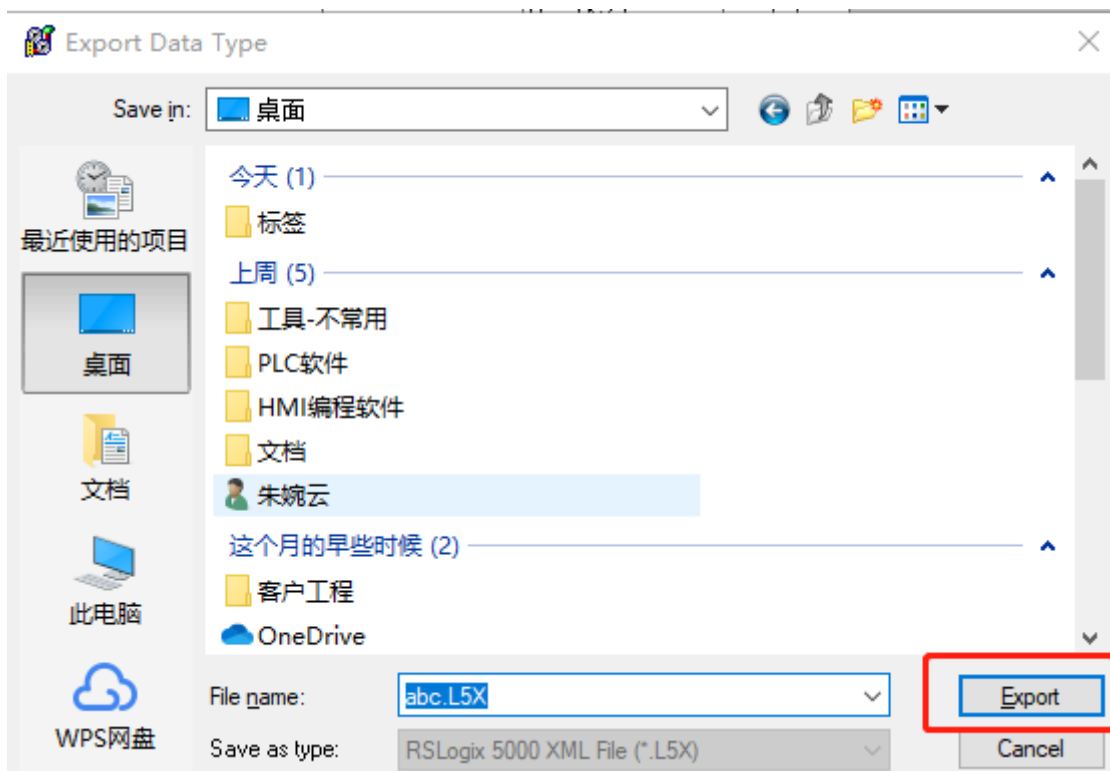 Export Data Type
Save in:
桌面
今天 (1)
标签
最近使用的项目
上周 (5)
工具-不常用
桌面
PLC软件
HMI编程软件
文档
文档
朱婉云
这个月的早些时候 (2)
此电脑
客户工程
OneDrive
WPS网盘
File name:
abc.L5X
Export
Save as type:
RSLogix 5000 XML File (*.L5X)
Cancel